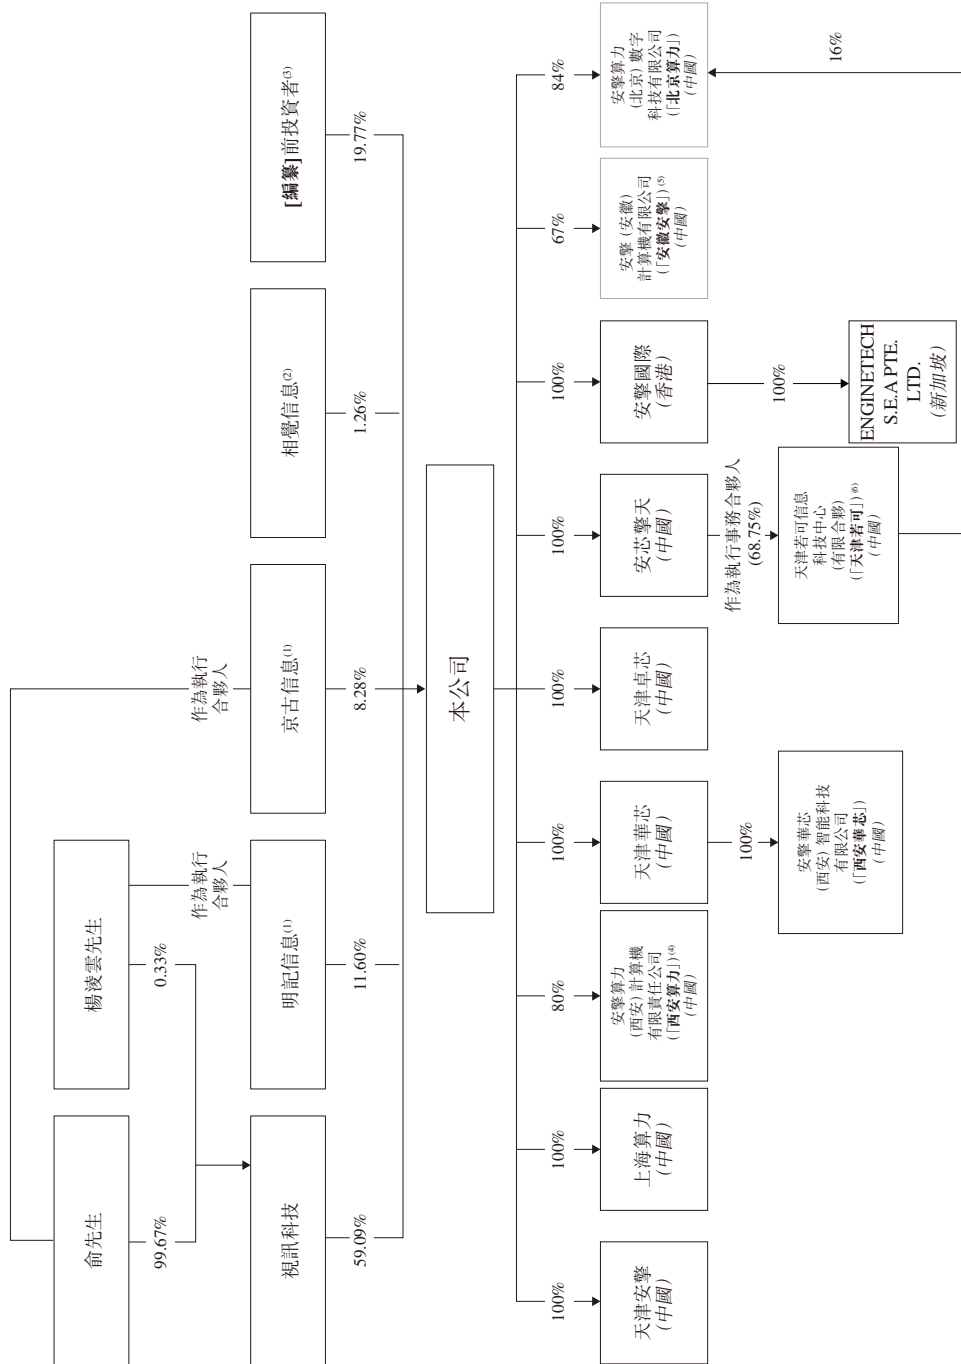 俞先生
楊淩雲先生
99.67%
0.33%
作為執行
合夥人
作為執行
合夥人
視訊科技
明記信息(1)
京古信息(1)
相覺信息(2)
[編纂]前投資者(3)
59.09%
11.60%
8.28%
1.26%
19.77%
本公司
100%
100%
80%
100%
100%
100%
100%
67%
84%
天津安擎
(中國)
上海算力
(中國)
安擎算力
(西安) 計算機
有限責任公司
(「西安算力」)(4)
(中國)
天津華芯
(中國)
天津卓芯
(中國)
安芯擎天
(中國)
安擎國際
(香港)
安擎 (安徽)
計算機有限公司
(「安徽安擎」)(5)
(中國)
安擎算力
(北京) 數字
科技有限公司
(「北京算力」)
(中國)
100%
作為執行事務合夥人
(68.75%)
100%
16%
安擎華芯
(西安) 智能科技
有限公司
(「西安華芯」)
(中國)
天津若可信息
科技中心
(有限合夥)
(「天津若可」)(6)
(中國)
ENGINETECH
S.E.A PTE.
LTD.
(新加坡)